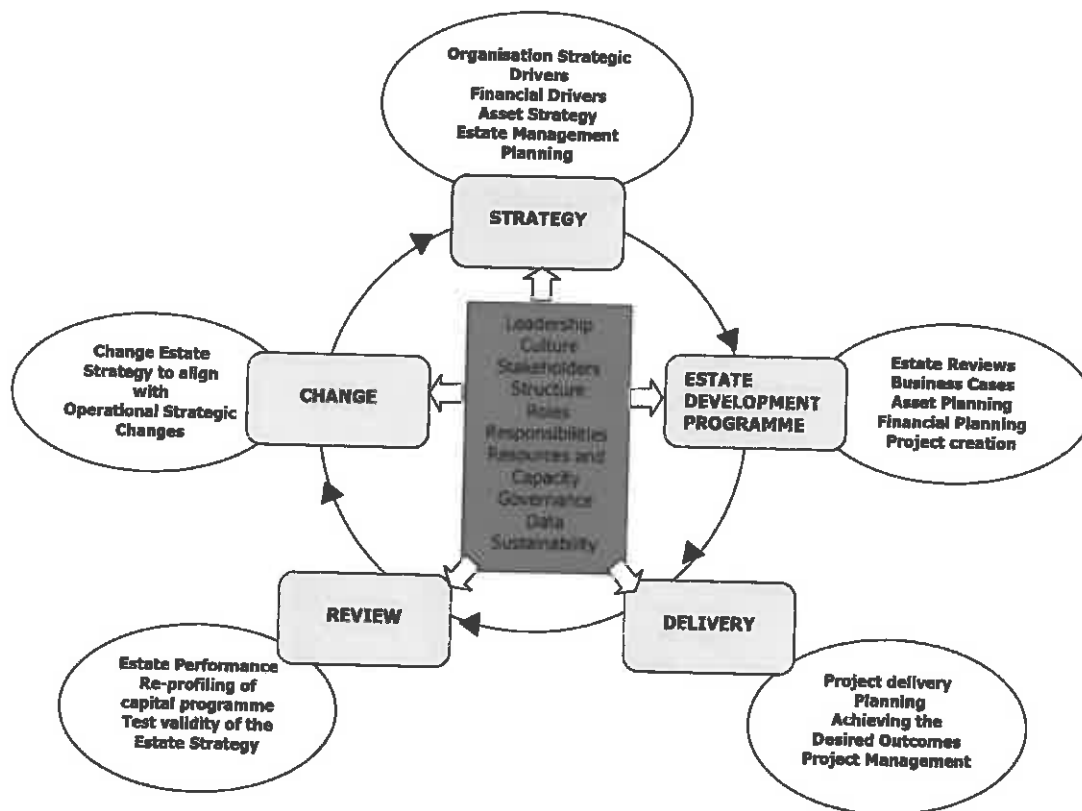 Organisation Strategic
Drivers
Financial Drivers
Asset Strategy
Estate Management
Planning
STRATEGY
Leadership
Culture
Stakeholders
Structure
Roles
Responsibilities
Resources and
Capacity
Governance
Data
Sustainability
ESTATE
DEVELOPMENT
PROGRAMME
Estate Reviews
Business Cases
Asset Planning
Financial Planning
Project creation
DELIVERY
Project delivery
Planning
Achieving the
Desired Outcomes
Project Management
REVIEW
Estate Performance
Re-profiling of
capital programme
Test validity of the
Estate Strategy
CHANGE
Change Estate
Strategy to align
with
Operational Strategic
Changes